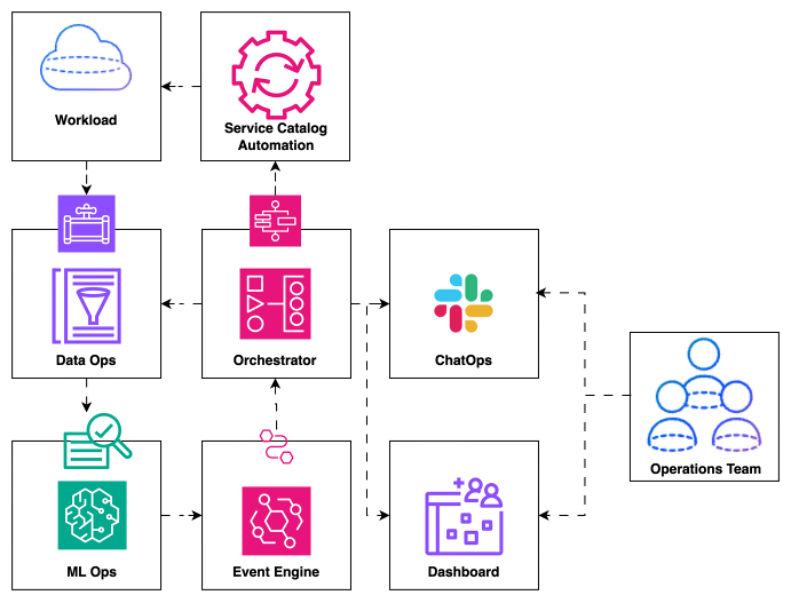 Workload
Service Catalog
Automation
Data Ops
Orchestrator
ChatOps
Operations Team
ML Ops
Event Engine
Dashboard